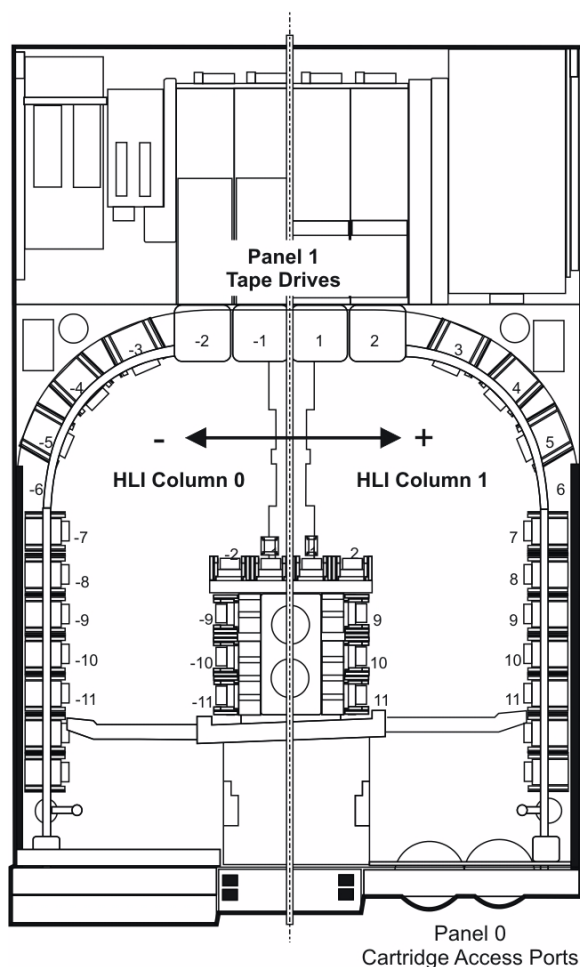 Panel 1
Tape Drives
-2 -1 1 2
-3 3
-4 4
-5 5
-6 6
- +
HLI Column 0 HLI Column 1
-7 7
-2 2
-8 8
-9 -9 9 9
-10 -10 10 10
-11 -11 11 11
Panel 0
Cartridge Access Ports